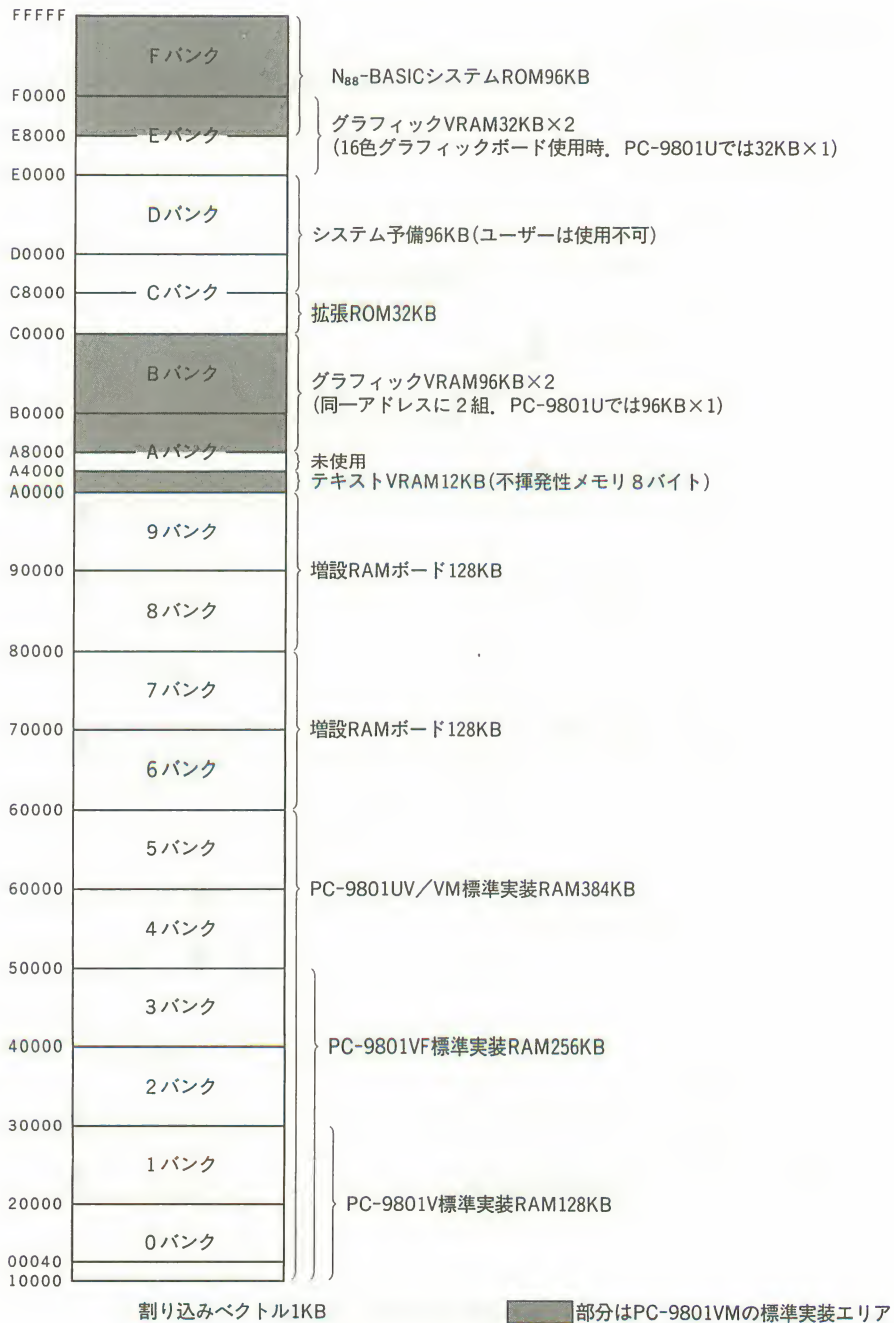 FFFFF
Fバンク
N₈₈-BASICシステムROM96KB
F0000
グラフィックVRAM32KB×2
E8000
Eバンク
(16色グラフィックボード使用時．PC-9801Uでは32KB×1)
E0000
Dバンク
システム予備96KB(ユーザーは使用不可)
D0000
C8000
Cバンク
拡張ROM32KB
C0000
Bバンク
グラフィックVRAM96KB×2
(同一アドレスに2組．PC-9801Uでは96KB×1)
B0000
A8000
Aバンク
未使用
A4000
テキストVRAM12KB(不揮発性メモリ8バイト)
A0000
9バンク
90000
増設RAMボード128KB
8バンク
80000
7バンク
70000
増設RAMボード128KB
6バンク
60000
5バンク
60000
PC-9801UV／VM標準実装RAM384KB
4バンク
50000
3バンク
40000
PC-9801VF標準実装RAM256KB
2バンク
30000
1バンク
20000
PC-9801V標準実装RAM128KB
0バンク
00040
10000
割り込みベクトル1KB
部分はPC-9801VMの標準実装エリア